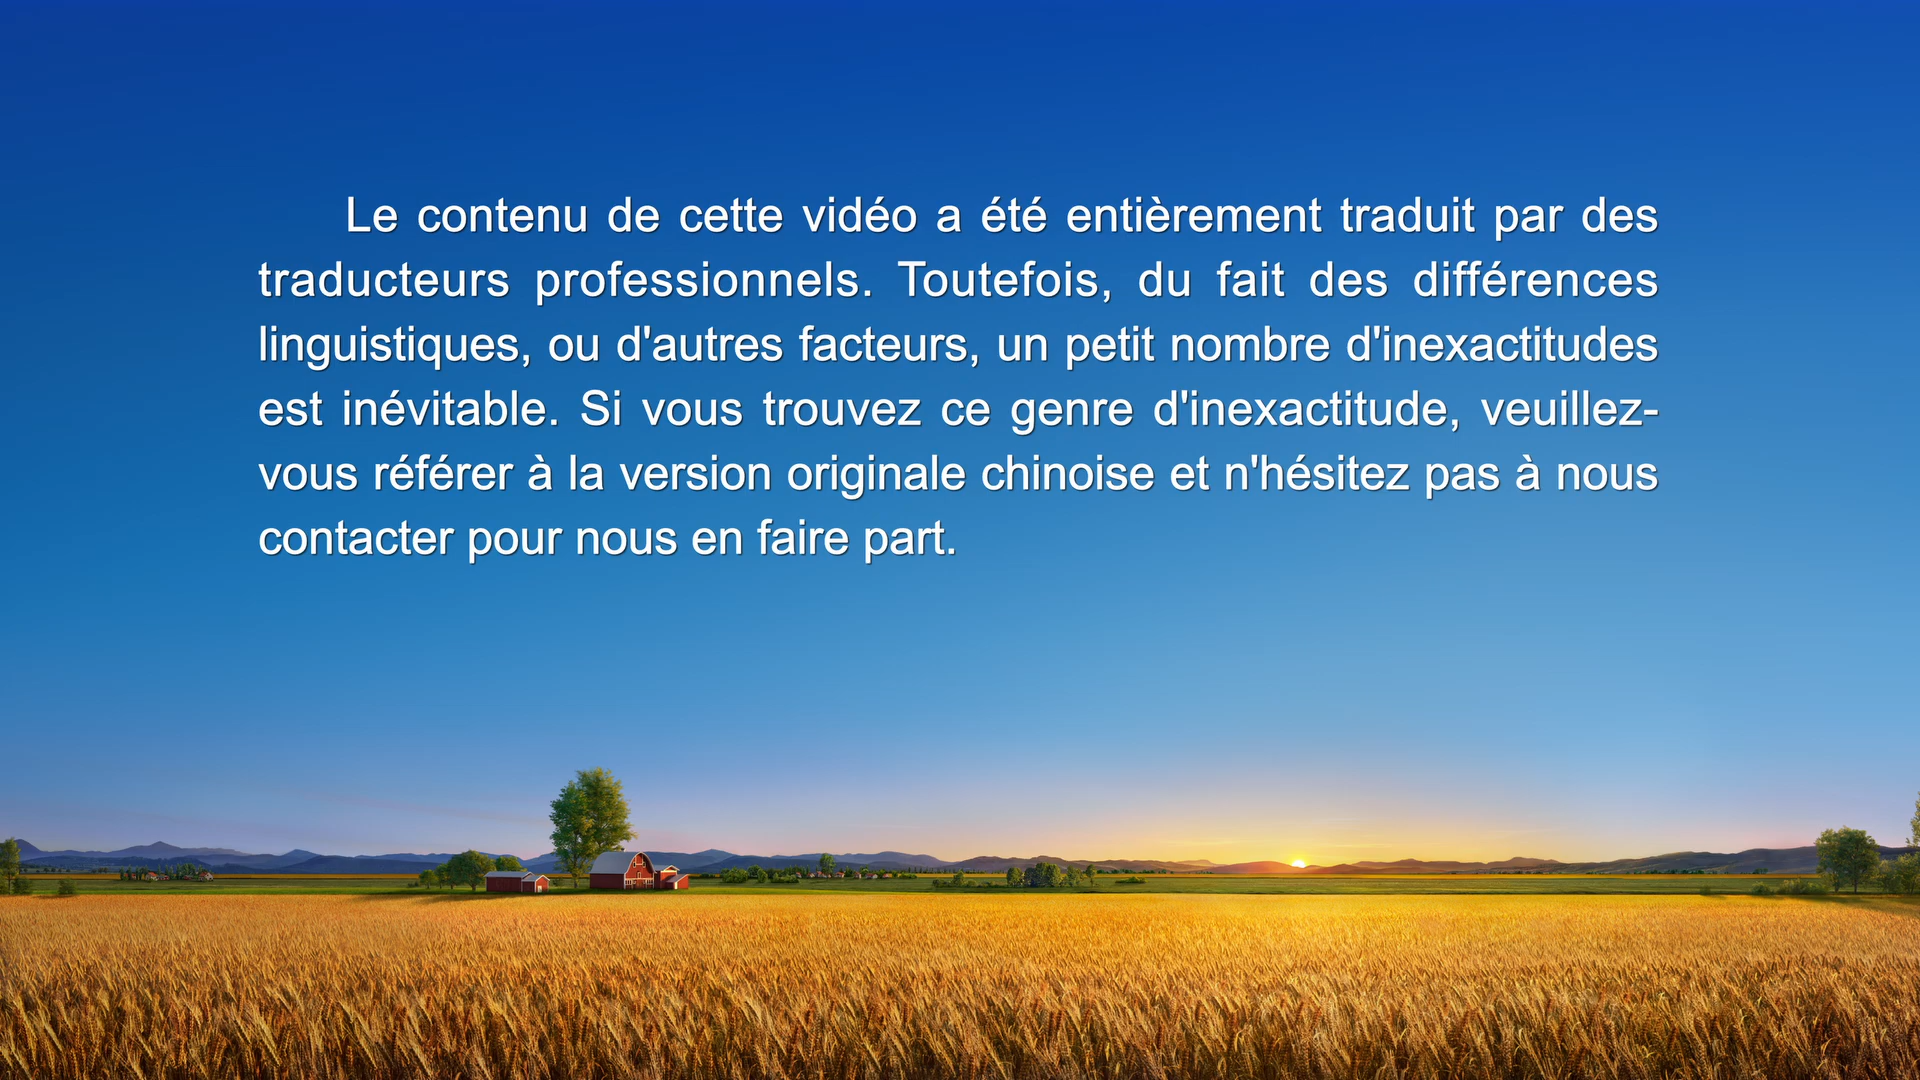 Le contenu de cette vidéo a été entièrement traduit par des
traducteurs professionnels. Toutefois, du fait des différences
linguistiques, ou d'autres facteurs, un petit nombre d'inexactitudes
est inévitable. Si vous trouvez ce genre d'inexactitude, veuillez-
vous référer à la version originale chinoise et n'hésitez pas à nous
contacter pour nous en faire part.